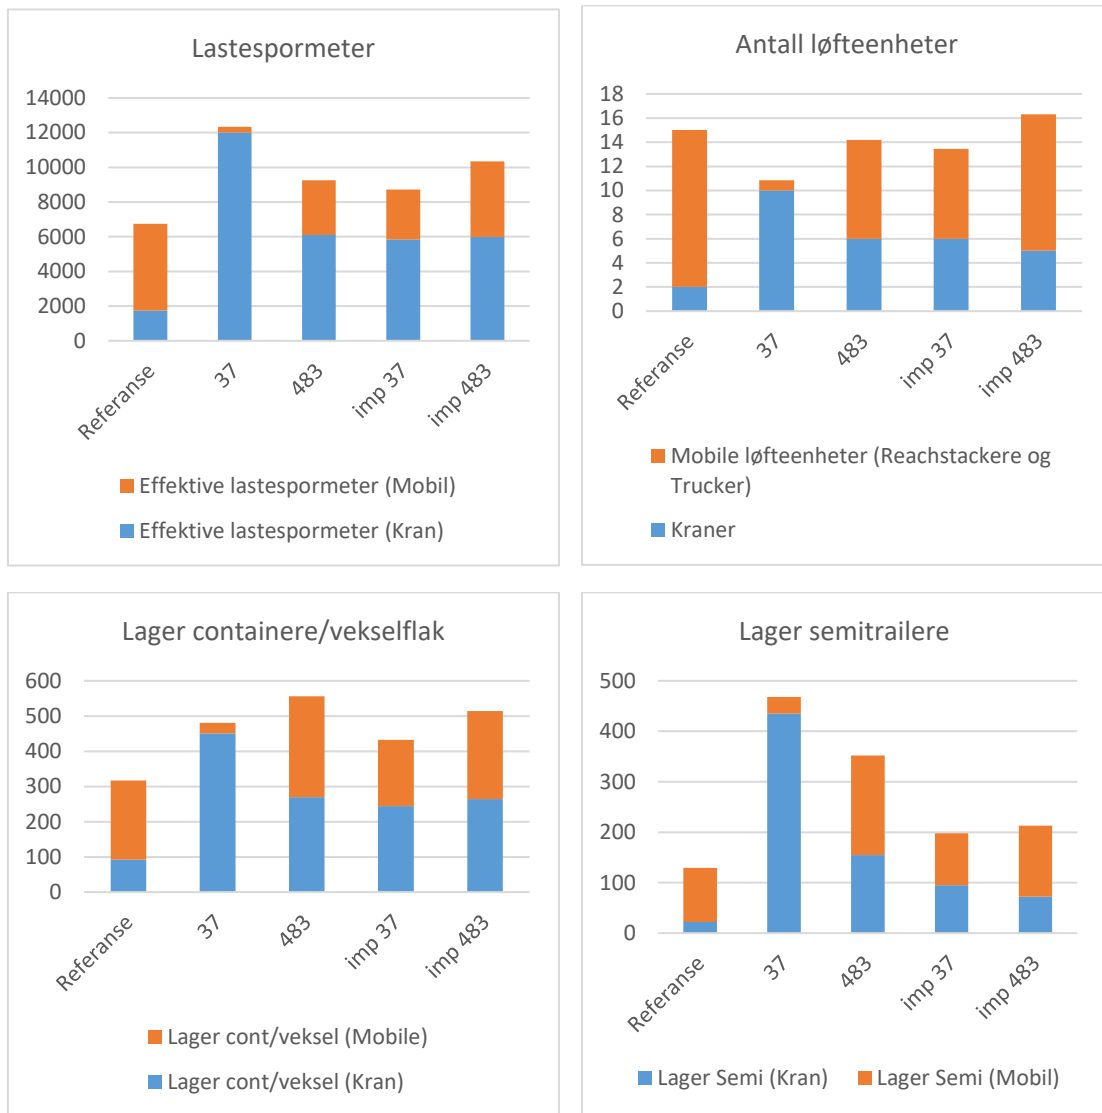 Lastespormeter
14000
12000
10000
8000
6000
4000
2000
0
Referanse
37
483
imp 37
imp 483
Effektive lastespormeter (Mobil)
Effektive lastespormeter (Kran)
Antall løfteenheter
18
16
14
12
10
8
6
4
2
0
Referanse
37
483
imp 37
imp 483
Mobile løfteenheter (Reachstackere og
Trucker)
Kraner
Lager containere/vekselflak
600
500
400
300
200
100
0
Referanse
37
483
imp 37
imp 483
Lager cont/veksel (Mobile)
Lager cont/veksel (Kran)
Lager semitrailere
500
400
300
200
100
0
Referanse
37
483
imp 37
imp 483
Lager Semi (Kran) Lager Semi (Mobil)